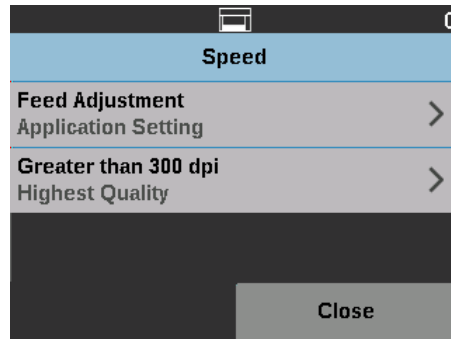 Speed
Feed Adjustment
Application Setting
Greater than 300 dpi
Highest Quality
Close